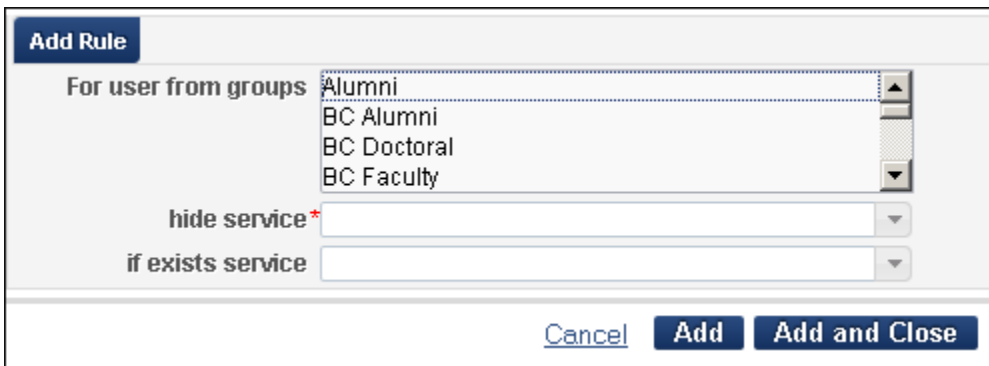 Add Rule
For user from groups Alumni
BC Alumni
BC Doctoral
BC Faculty
hide service*
if exists service
Cancel Add Add and Close